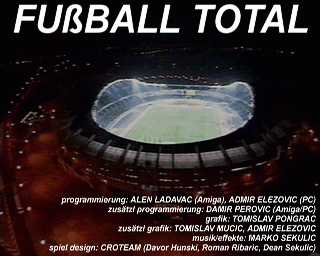 FUßBALL TOTAL
programmierung: ALEN LADAVAC (Amiga), ADMIR ELEZOVIC (PC)
zusätzl programmierung: DAMIR PEROVIC (Amiga/PC)
grafik: TOMISLAV PONGRAC
zusätzl grafik: TOMISLAV MUCIC, ADMIR ELEZOVIC
musik/effekte: MARKO SEKULIC
spiel design: CROTEAM (Davor Hunski, Roman Ribaric, Dean Sekulic)